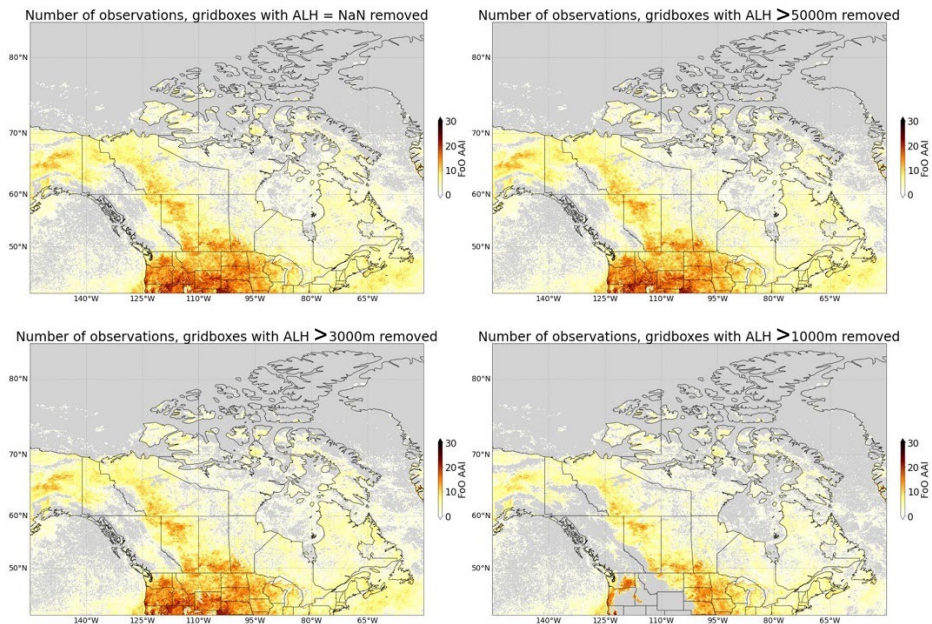 Number of observations, gridboxes with ALH = NaN removed
80°N
70°N
60°N
50°N
140°W 125°W 110°W 95°W 80°W 65°W
30
20
10
0
FoO AAI
Number of observations, gridboxes with ALH >5000m removed
80°N
70°N
60°N
50°N
140°W 125°W 110°W 95°W 80°W 65°W
30
20
10
0
FoO AAI
Number of observations, gridboxes with ALH >3000m removed
80°N
70°N
60°N
50°N
140°W 125°W 110°W 95°W 80°W 65°W
30
20
10
0
FoO AAI
Number of observations, gridboxes with ALH >1000m removed
80°N
70°N
60°N
50°N
140°W 125°W 110°W 95°W 80°W 65°W
30
20
10
0
FoO AAI